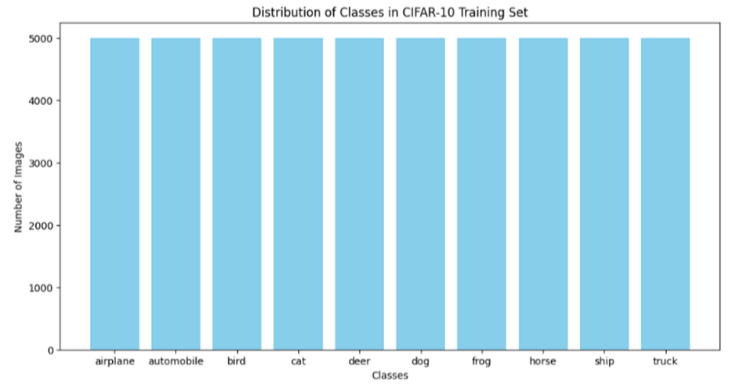 Distribution of Classes in CIFAR-10 Training Set
5000
4000
3000
2000
1000
0
Number of Images
airplane automobile bird cat deer dog frog horse ship truck
Classes